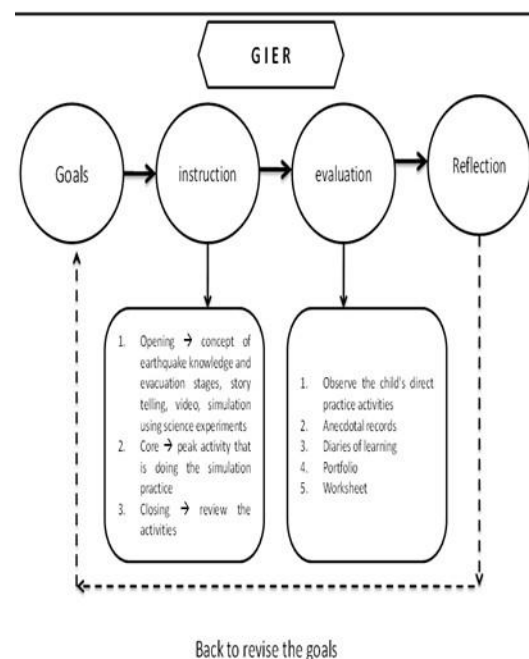 GIER
Goals
instruction
evaluation
Reflection
1. Opening → concept of
earthquake knowledge and
evacuation stages, story
telling, video, simulation
using science experiments
2. Core → peak activity that
is doing the simulation
practice
3. Closing → review the
activities
1. Observe the child's direct
practice activities
2. Anecdotal records
3. Diaries of learning
4. Portfolio
5. Worksheet
Back to revise the goals